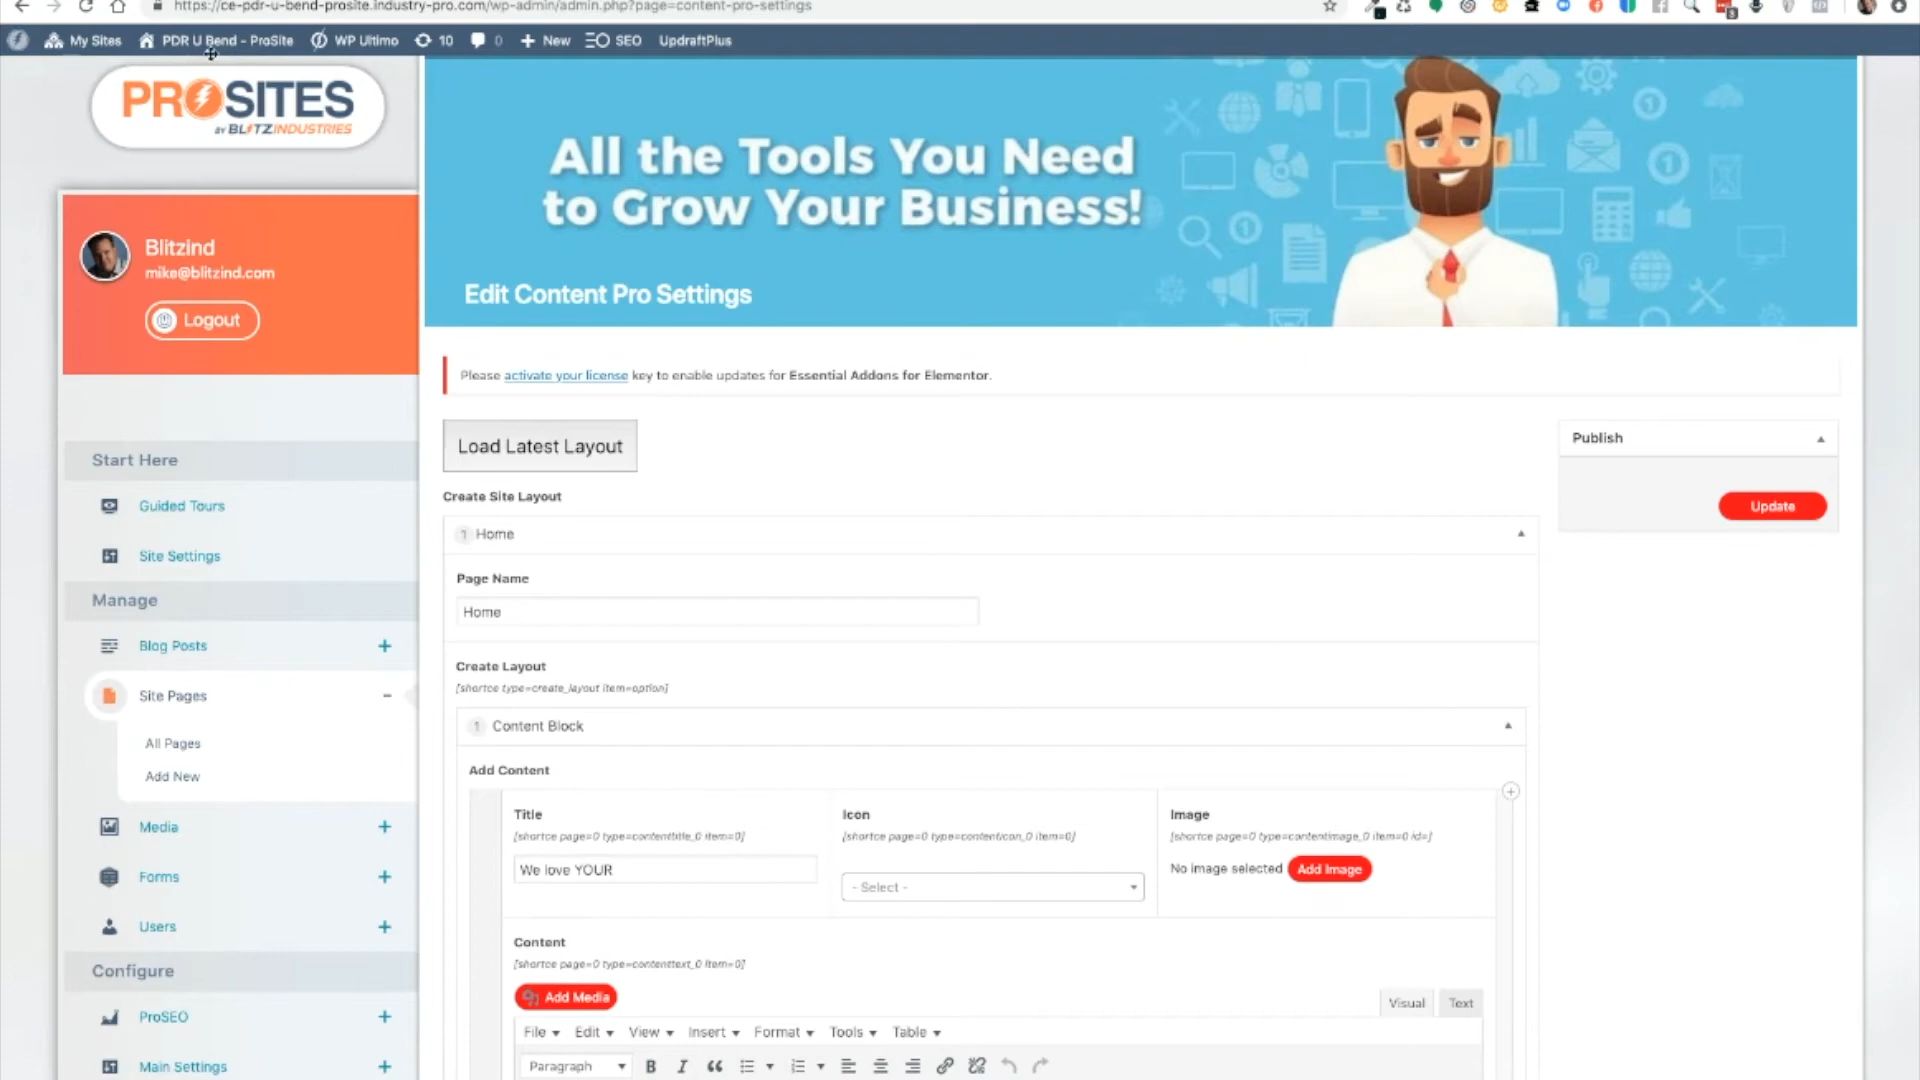 https://ce-pdr-u-bend-prosite.industry-pro.com/wp-admin/admin.php?page=content-pro-settings
My Sites PDR U Bend - ProSite WP Ultimo 10 0 New SEO UpdraftPlus
PROSITES
BY BLITZINDUSTRIES
All the Tools You Need
to Grow Your Business!
Edit Content Pro Settings
Blitzind
mike@blitzind.com
Logout
Please activate your license key to enable updates for Essential Addons for Elementor.
Load Latest Layout
Publish
Update
Create Site Layout
1 Home
Page Name
Home
Create Layout
[shortce type=create_layout item=option]
1 Content Block
Add Content
Title
[shortce page=0 type=contenttitle_0 item=0]
We love YOUR
Icon
[shortce page=0 type=contenticon_0 item=0]
- Select -
Image
[shortce page=0 type=contentimage_0 item=0 id=]
No image selected Add Image
Content
[shortce page=0 type=contenttext_0 item=0]
Add Media
Visual Text
File Edit View Insert Format Tools Table
Paragraph B I
Start Here
Guided Tours
Site Settings
Manage
Blog Posts +
Site Pages -
All Pages
Add New
Media +
Forms +
Users +
Configure
ProSEO +
Main Settings +